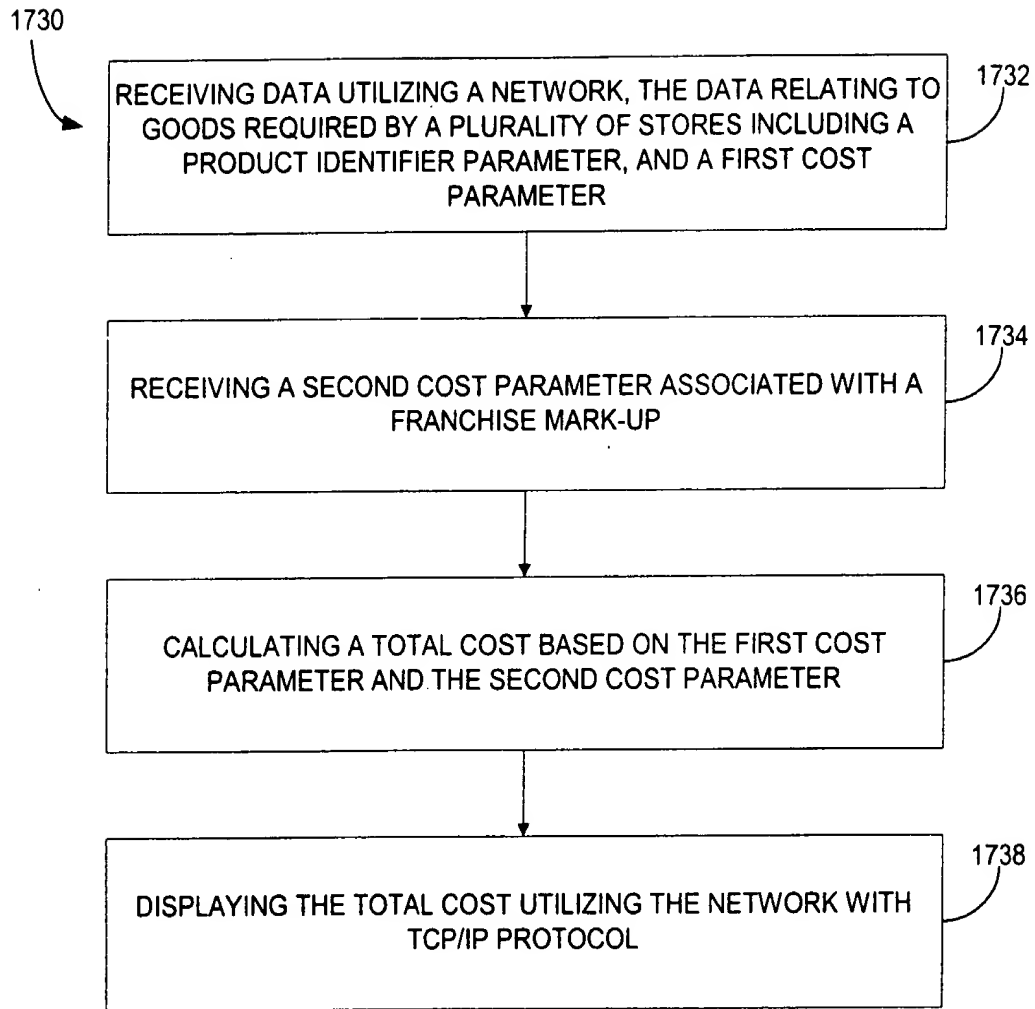 1730
1732
RECEIVING DATA UTILIZING A NETWORK, THE DATA RELATING TO
GOODS REQUIRED BY A PLURALITY OF STORES INCLUDING A
PRODUCT IDENTIFIER PARAMETER, AND A FIRST COST
PARAMETER
1734
RECEIVING A SECOND COST PARAMETER ASSOCIATED WITH A
FRANCHISE MARK-UP
1736
CALCULATING A TOTAL COST BASED ON THE FIRST COST
PARAMETER AND THE SECOND COST PARAMETER
1738
DISPLAYING THE TOTAL COST UTILIZING THE NETWORK WITH
TCP/IP PROTOCOL